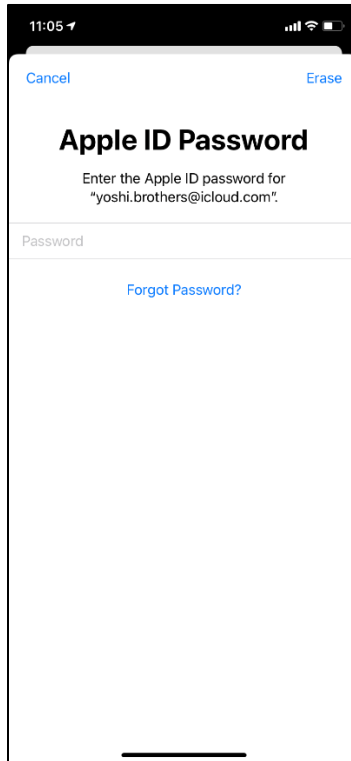 11:05
Cancel
Erase
Apple ID Password
Enter the Apple ID password for
“yoshi.brothers@icloud.com”.
Password
Forgot Password?